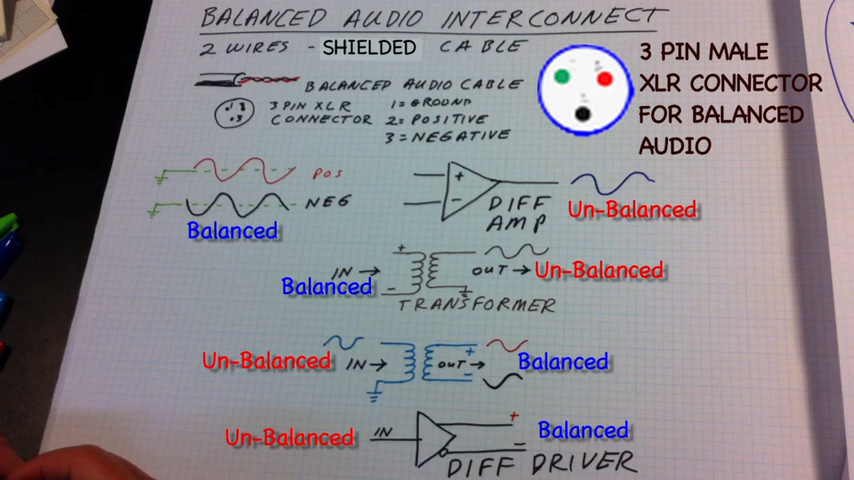 BALANCED AUDIO INTERCONNECT
2 WIRES - SHIELDED CABLE
BALANCED AUDIO CABLE
3 PIN XLR
CONNECTOR
1 = GROUND
2 = POSITIVE
3 = NEGATIVE
3 PIN MALE
XLR CONNECTOR
FOR BALANCED
AUDIO
POS
NEG
Balanced
+
-
DIFF
AMP
Un-Balanced
+
IN →
Balanced
-
OUT → Un-Balanced
TRANSFORMER
Un-Balanced IN →
+
OUT → Balanced
-
Un-Balanced IN
+
Balanced
-
DIFF DRIVER